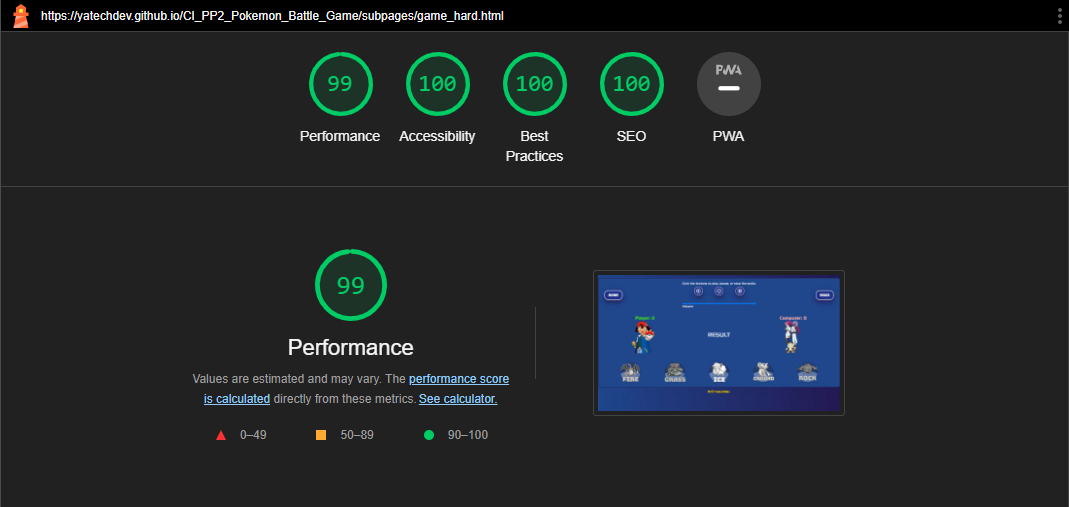 https://yatechdev.github.io/CI_PP2_Pokemon_Battle_Game/subpages/game_hard.html
99 100 100 100 PWA
Performance Accessibility Best Practices SEO PWA
99
Performance
Values are estimated and may vary. The performance score
is calculated directly from these metrics. See calculator.
0–49 50–89 90–100
Player: 0 Computer: 0
RESULT
FIRE GRASS ICE GROUND ROCK